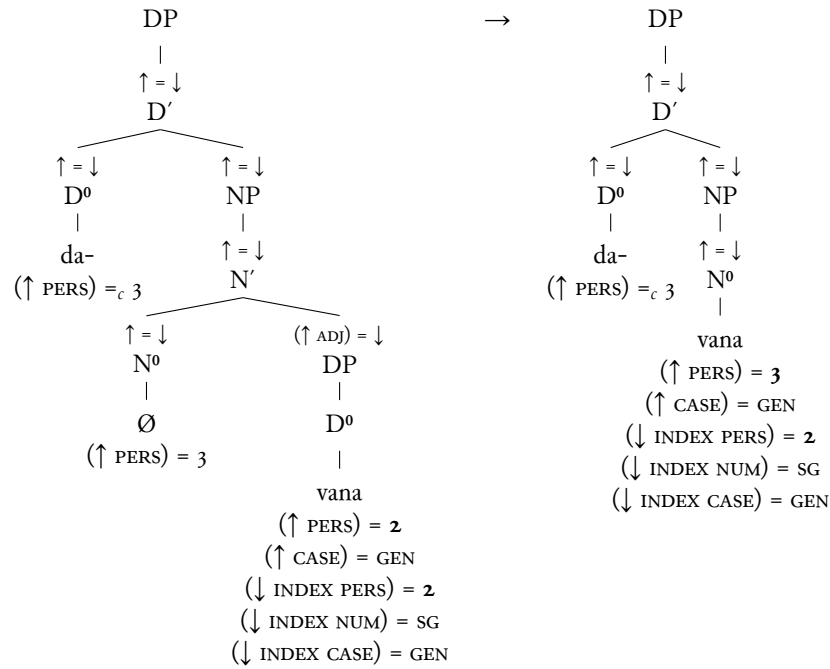 DP → DP
↑ = ↓ ↑ = ↓
D′ D′
↑ = ↓ ↑ = ↓ ↑ = ↓ ↑ = ↓
D⁰ NP D⁰ NP
da- ↑ = ↓ da- ↑ = ↓
(↑ PERS) =c 3 N′ (↑ PERS) =c 3 N⁰
↑ = ↓ (↑ ADJ) = ↓ vana
N⁰ DP (↑ PERS) = 3
Ø D⁰ (↑ CASE) = GEN
(↑ PERS) = 3 (↓ INDEX PERS) = 2
vana (↓ INDEX NUM) = SG
(↑ PERS) = 2 (↓ INDEX CASE) = GEN
(↑ CASE) = GEN
(↓ INDEX PERS) = 2
(↓ INDEX NUM) = SG
(↓ INDEX CASE) = GEN